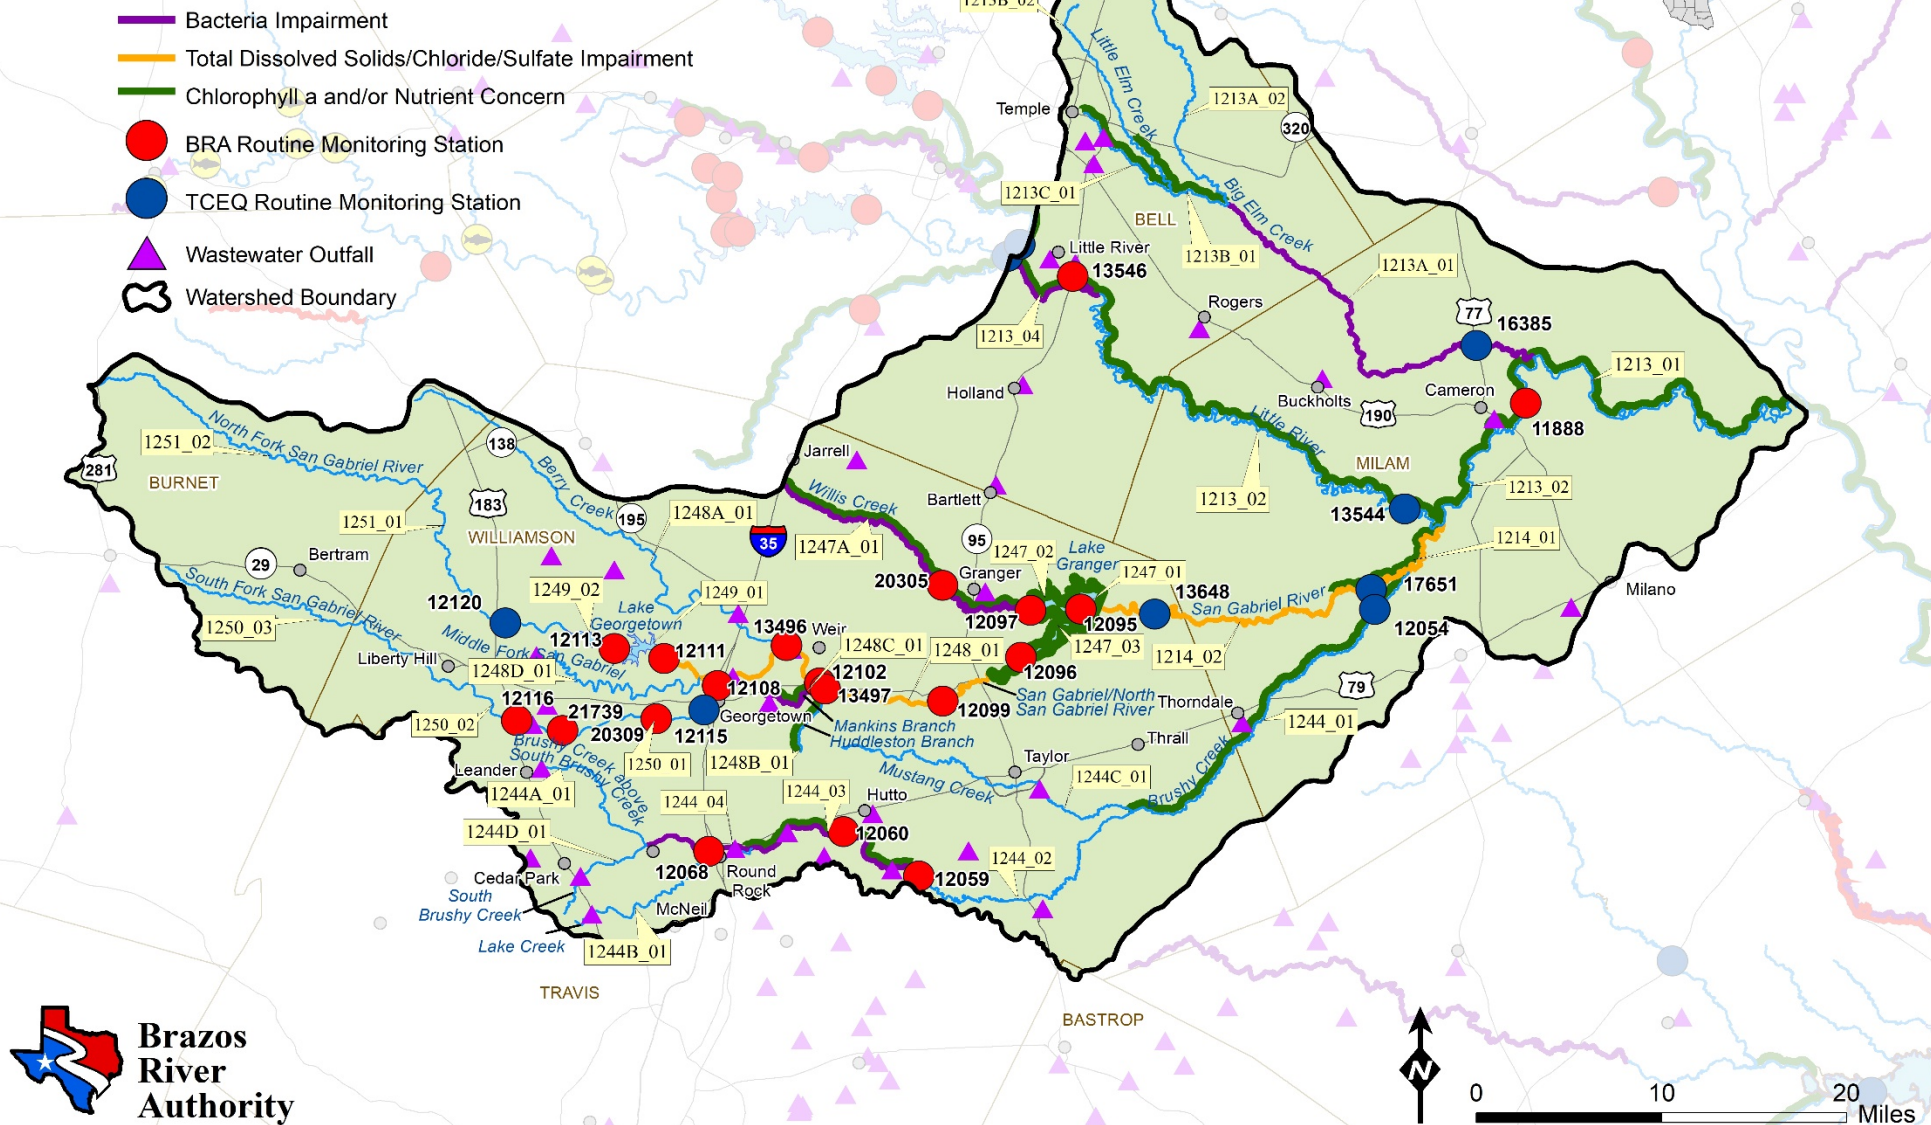 1213B_02
Bacteria Impairment
Total Dissolved Solids/Chloride/Sulfate Impairment
Chlorophyll a and/or Nutrient Concern
BRA Routine Monitoring Station
TCEQ Routine Monitoring Station
Wastewater Outfall
Watershed Boundary
Little Elm Creek
Temple
1213A_02
320
1213C_01
BELL
Big Elm Creek
1213B_01
Little River
13546
1213A_01
Rogers
77
16385
1213_04
1213_01
Holland
Buckholts
190
Cameron
11888
Little River
MILAM
1213_02
1213_02
13544
1214_01
1251_02
North Fork San Gabriel River
281
BURNET
138
Berry Creek
183
195
1248A_01
1251_01
WILLIAMSON
Jarrell
Willis Creek
35
1247A_01
Bartlett
95
1247_02
Lake
Granger
1247_01
Granger
20305
12097
12095
13648
San Gabriel River
17651
12054
Milano
29
Bertram
South Fork San Gabriel River
1250_03
12120
1249_02
1249_01
Lake
Georgetown
12113
12111
Middle Fork San Gabriel
Liberty Hill
1248D_01
13496
Weir
1248C_01
1248_01
12102
13497
12108
Georgetown
12096
1247_03
1214_02
San Gabriel/North
San Gabriel River
12099
Thorndale
79
1244_01
Thrall
12116
21739
20309
12115
1250_02
1250_01
1248B_01
Mankins Branch
Huddleston Branch
Brushy Creek above
South Brushy Creek
Leander
1244A_01
1244_04
1244_03
Hutto
Mustang Creek
Taylor
1244C_01
Brushy Creek
1244D_01
12060
12068
Round
Rock
12059
1244_02
Cedar Park
South
Brushy Creek
McNeil
Lake Creek
1244B_01
TRAVIS
BASTROP
Brazos
River
Authority
N
0
10
20
Miles